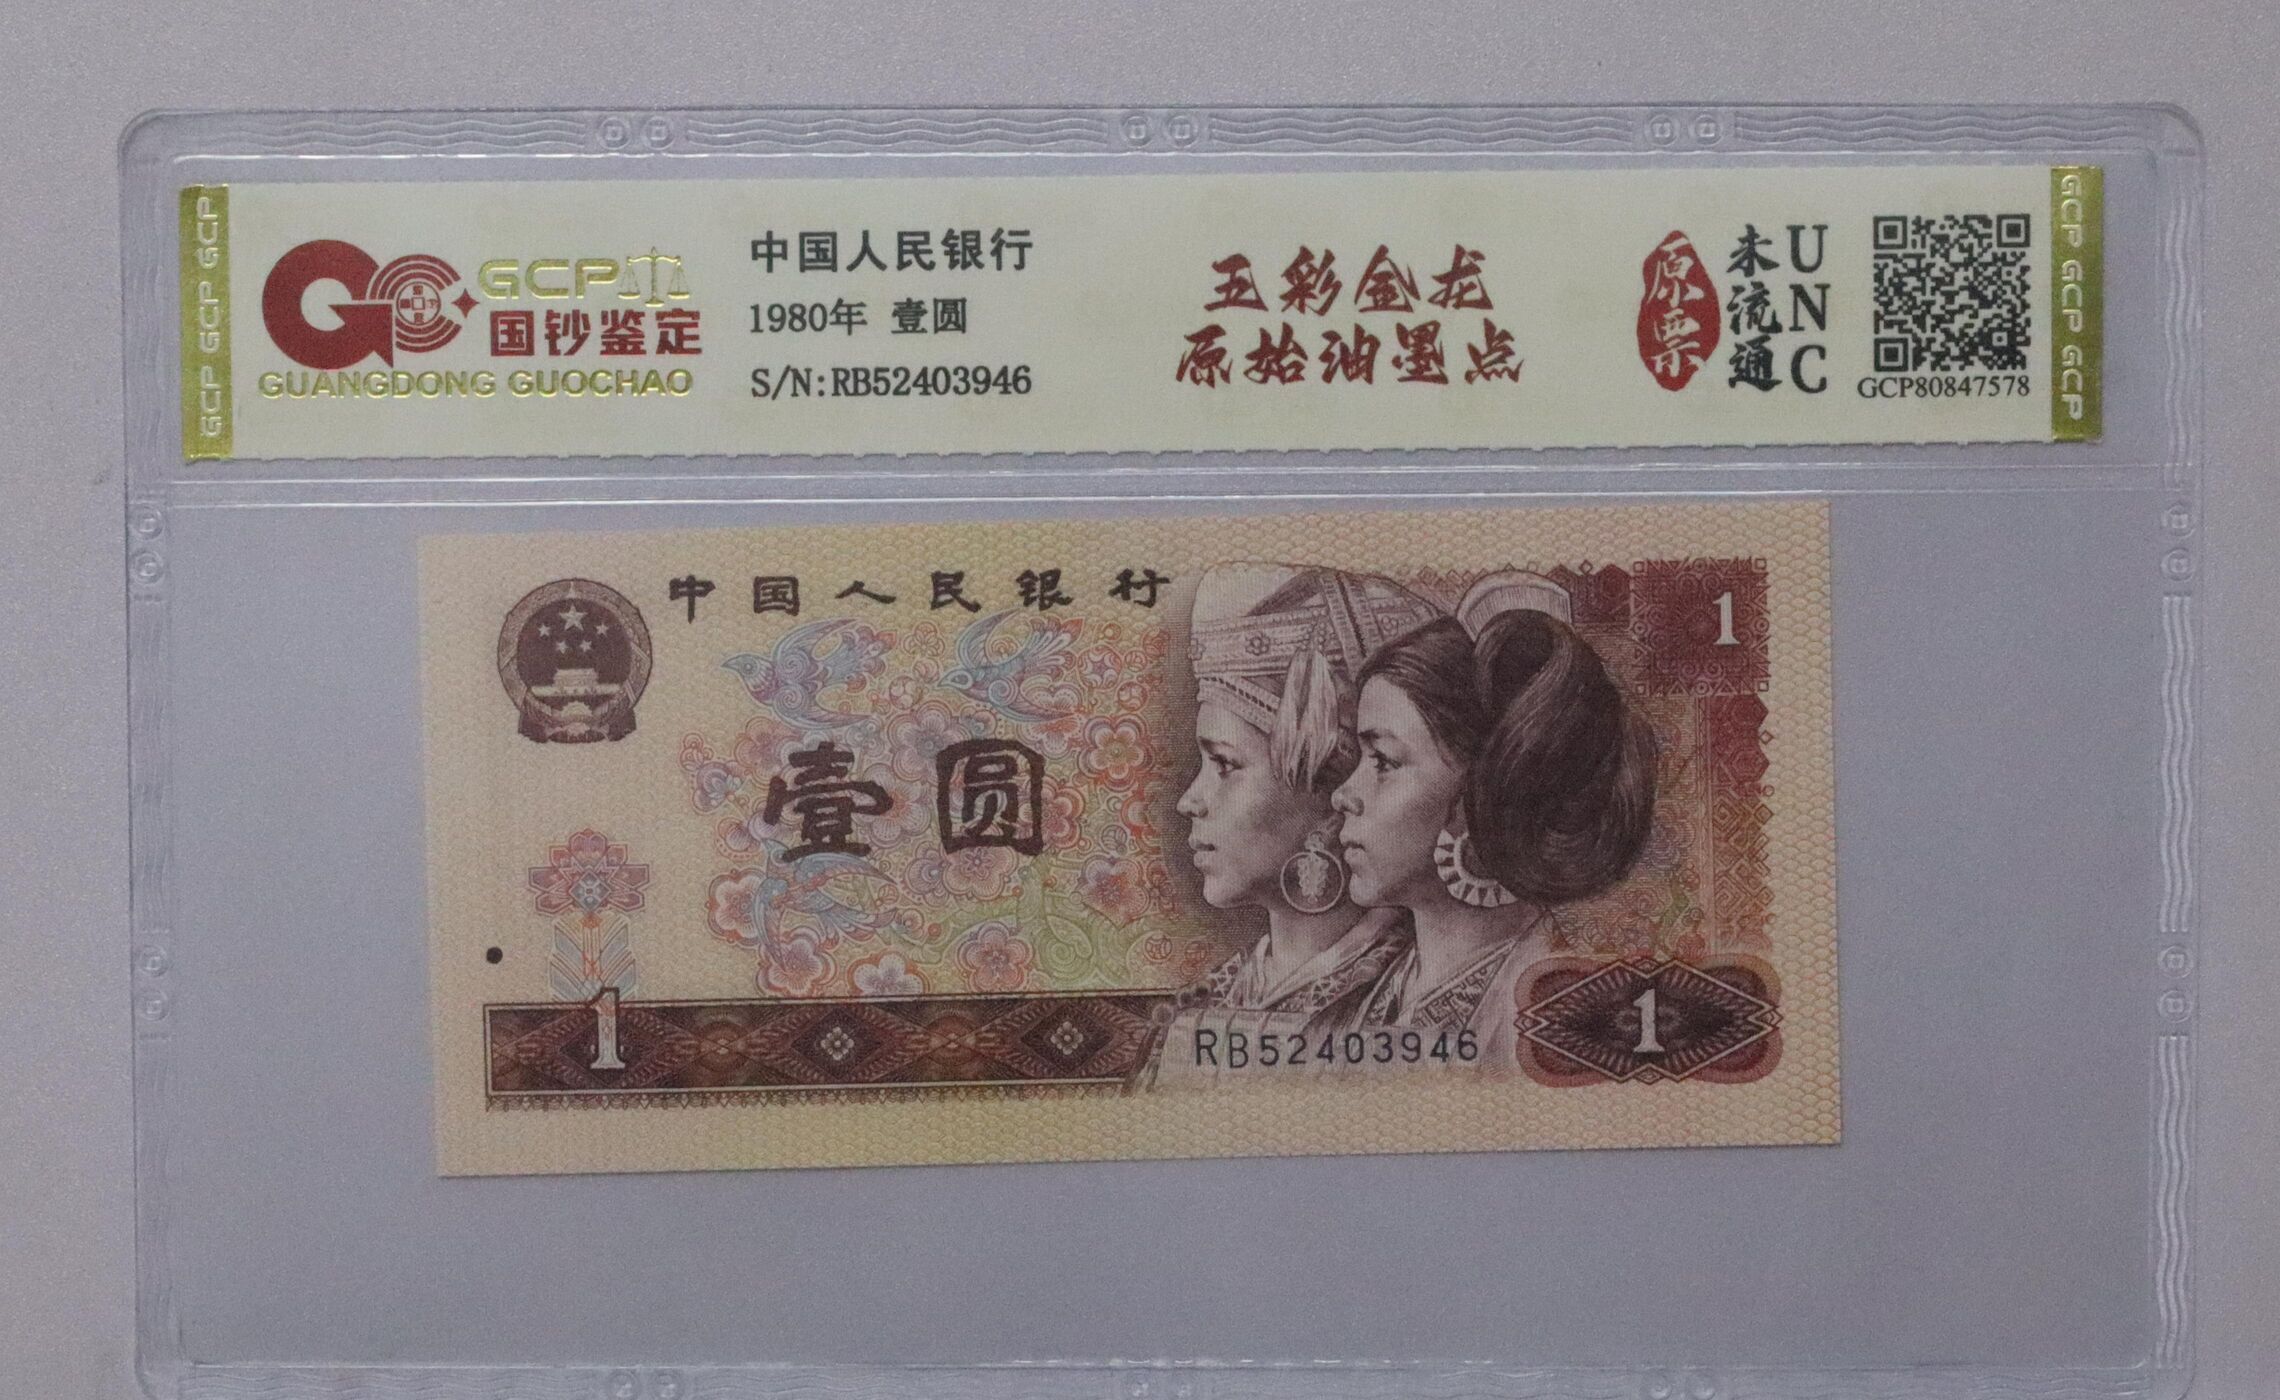 GCP
国钞鉴定
GUANGDONG GUOCHAO
中国人民银行
1980年 壹圆
S/N:RB52403946
五彩金龙
原始油墨点
原票
未流通
UNC
GCP80847578
GCP GCP GCP
GCP GCP GCP
中国人民银行
壹圆
1
1
1
RB52403946